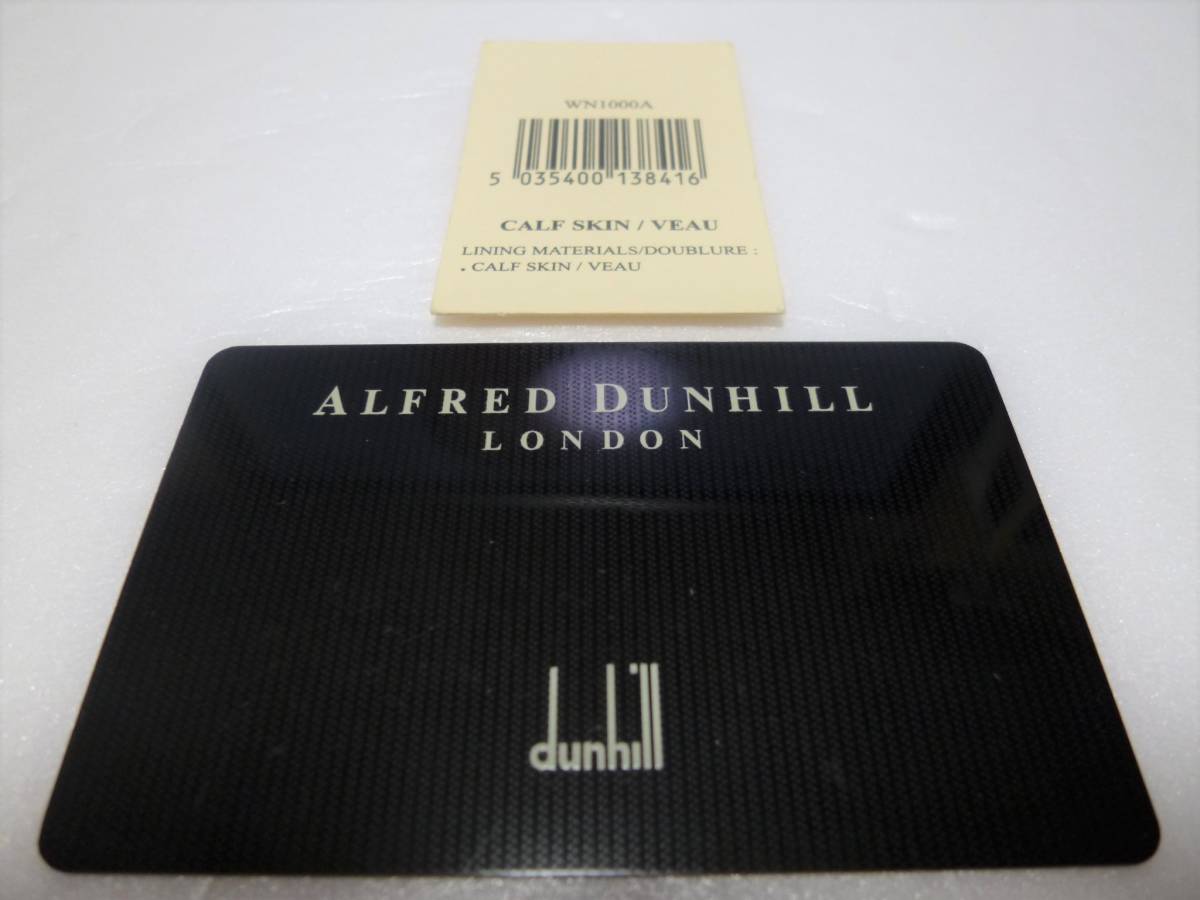 WN1000A
5 035400 138416
CALF SKIN / VEAU
LINING MATERIALS/DOUBLURE :
. CALF SKIN / VEAU
ALFRED DUNHILL
LONDON
dunhill